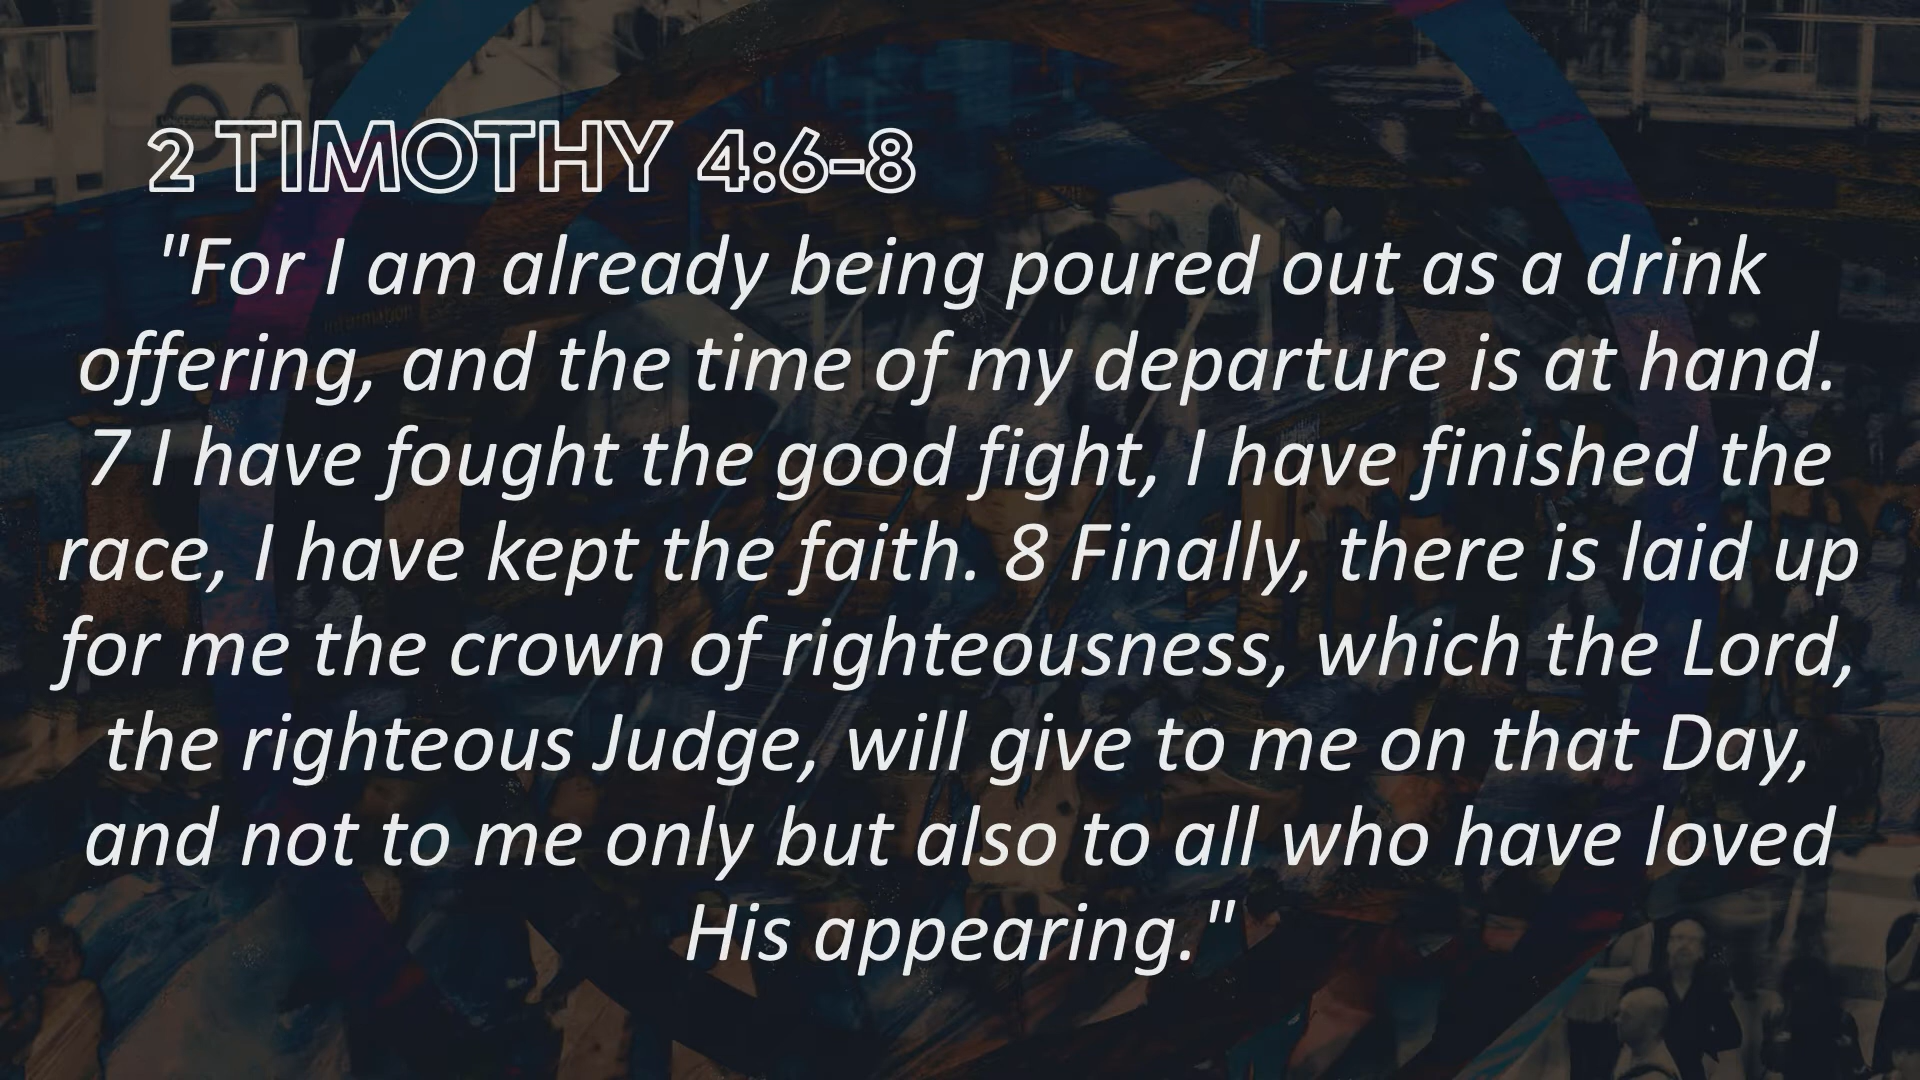 2 TIMOTHY 4:6-8
"For I am already being poured out as a drink
offering, and the time of my departure is at hand.
7 I have fought the good fight, I have finished the
race, I have kept the faith. 8 Finally, there is laid up
for me the crown of righteousness, which the Lord,
the righteous Judge, will give to me on that Day,
and not to me only but also to all who have loved
His appearing."